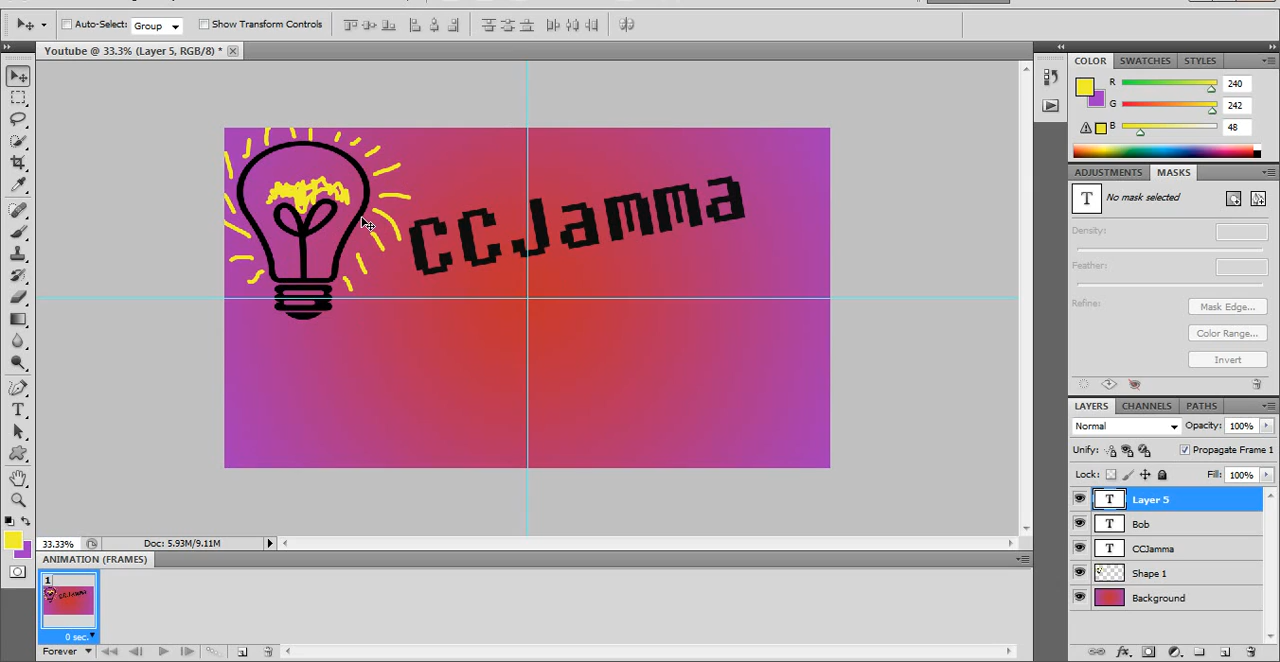 Auto-Select: Group Show Transform Controls
Youtube @ 33.3% (Layer 5, RGB/8) *
CCJamma
33.33% Doc: 5.93M/9.11M
ANIMATION (FRAMES)
1
0 sec.
Forever
COLOR SWATCHES STYLES
R 240
G 242
B 48
ADJUSTMENTS MASKS
T No mask selected
Density:
Feather:
Refine: Mask Edge...
Color Range...
Invert
LAYERS CHANNELS PATHS
Normal Opacity: 100%
Unify: Propagate Frame 1
Lock: Fill: 100%
T Layer 5
T Bob
T CCJamma
Shape 1
Background